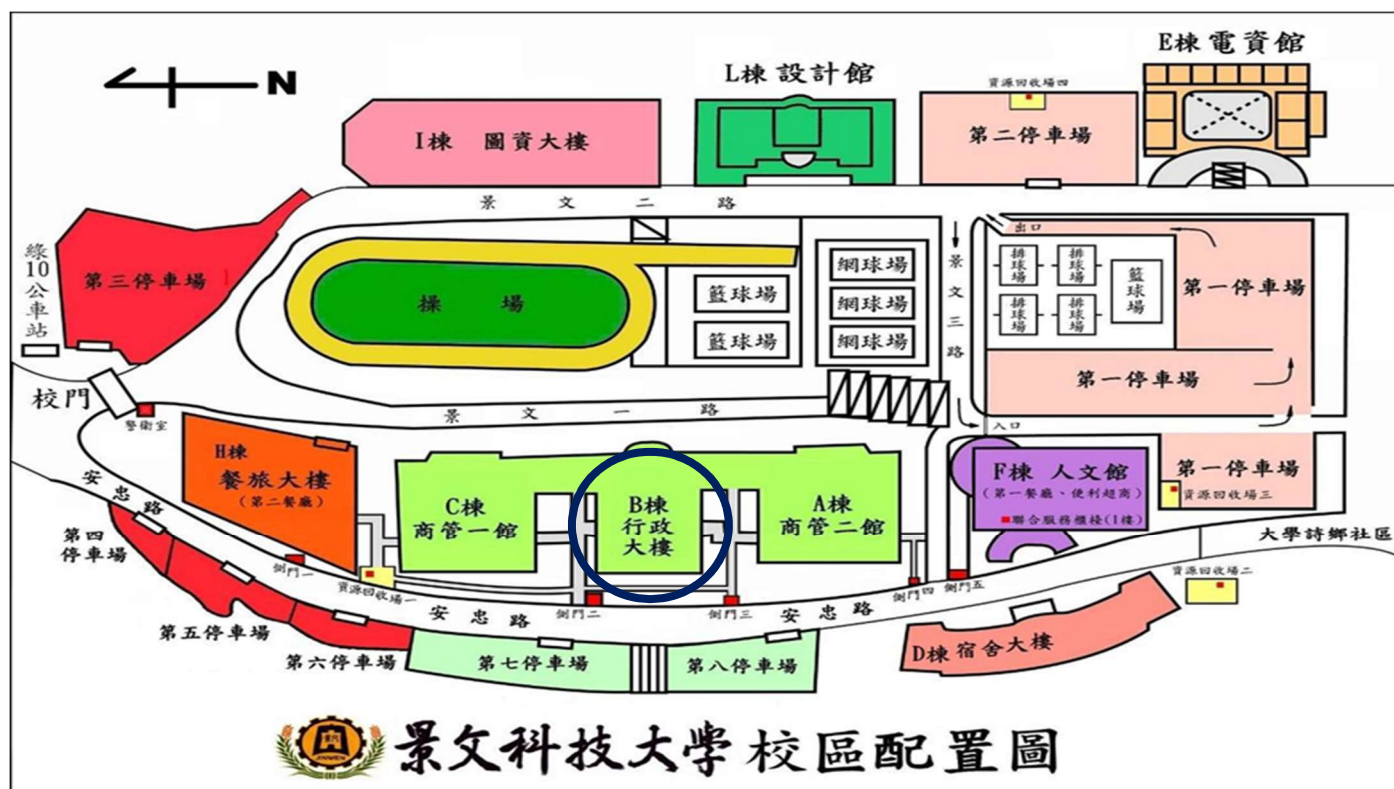 E棟 電資館
L棟 設計館
N
資源回收場四
I棟 圖資大樓
第二停車場
景文二路
出口
綠10公車站
第三停車場
操場
籃球場
籃球場
網球場
網球場
網球場
景文三路
排球場
排球場
排球場
排球場
籃球場
第一停車場
第一停車場
校門
警衛室
景文一路
入口
H棟
餐旅大樓
(第二餐廳)
C棟
商管一館
B棟
行政
大樓
A棟
商管二館
F棟 人文館
(第一餐廳、便利超商)
聯合服務櫃檯(1樓)
第一停車場
資源回收場三
大學詩鄉社區
安忠路
第四
停車場
側門一
資源回收場一
安忠路
側門二
側門三
安忠路
側門四
側門五
資源回收場二
第五停車場
第六停車場
第七停車場
第八停車場
D棟宿舍大樓
景文科技大學校區配置圖